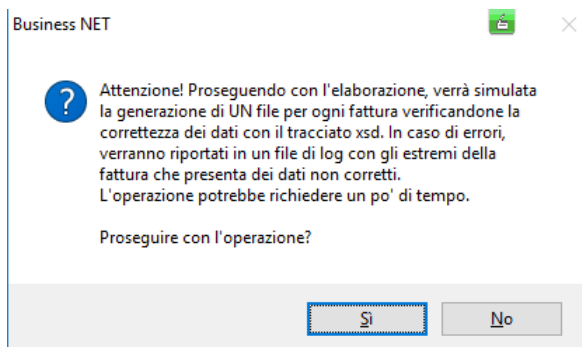 Business NET
Attenzione! Proseguendo con l'elaborazione, verrà simulata
la generazione di UN file per ogni fattura verificandone la
correttezza dei dati con il tracciato xsd. In caso di errori,
verranno riportati in un file di log con gli estremi della
fattura che presenta dei dati non corretti.
L'operazione potrebbe richiedere un po' di tempo.
Proseguire con l'operazione?
Sì
No